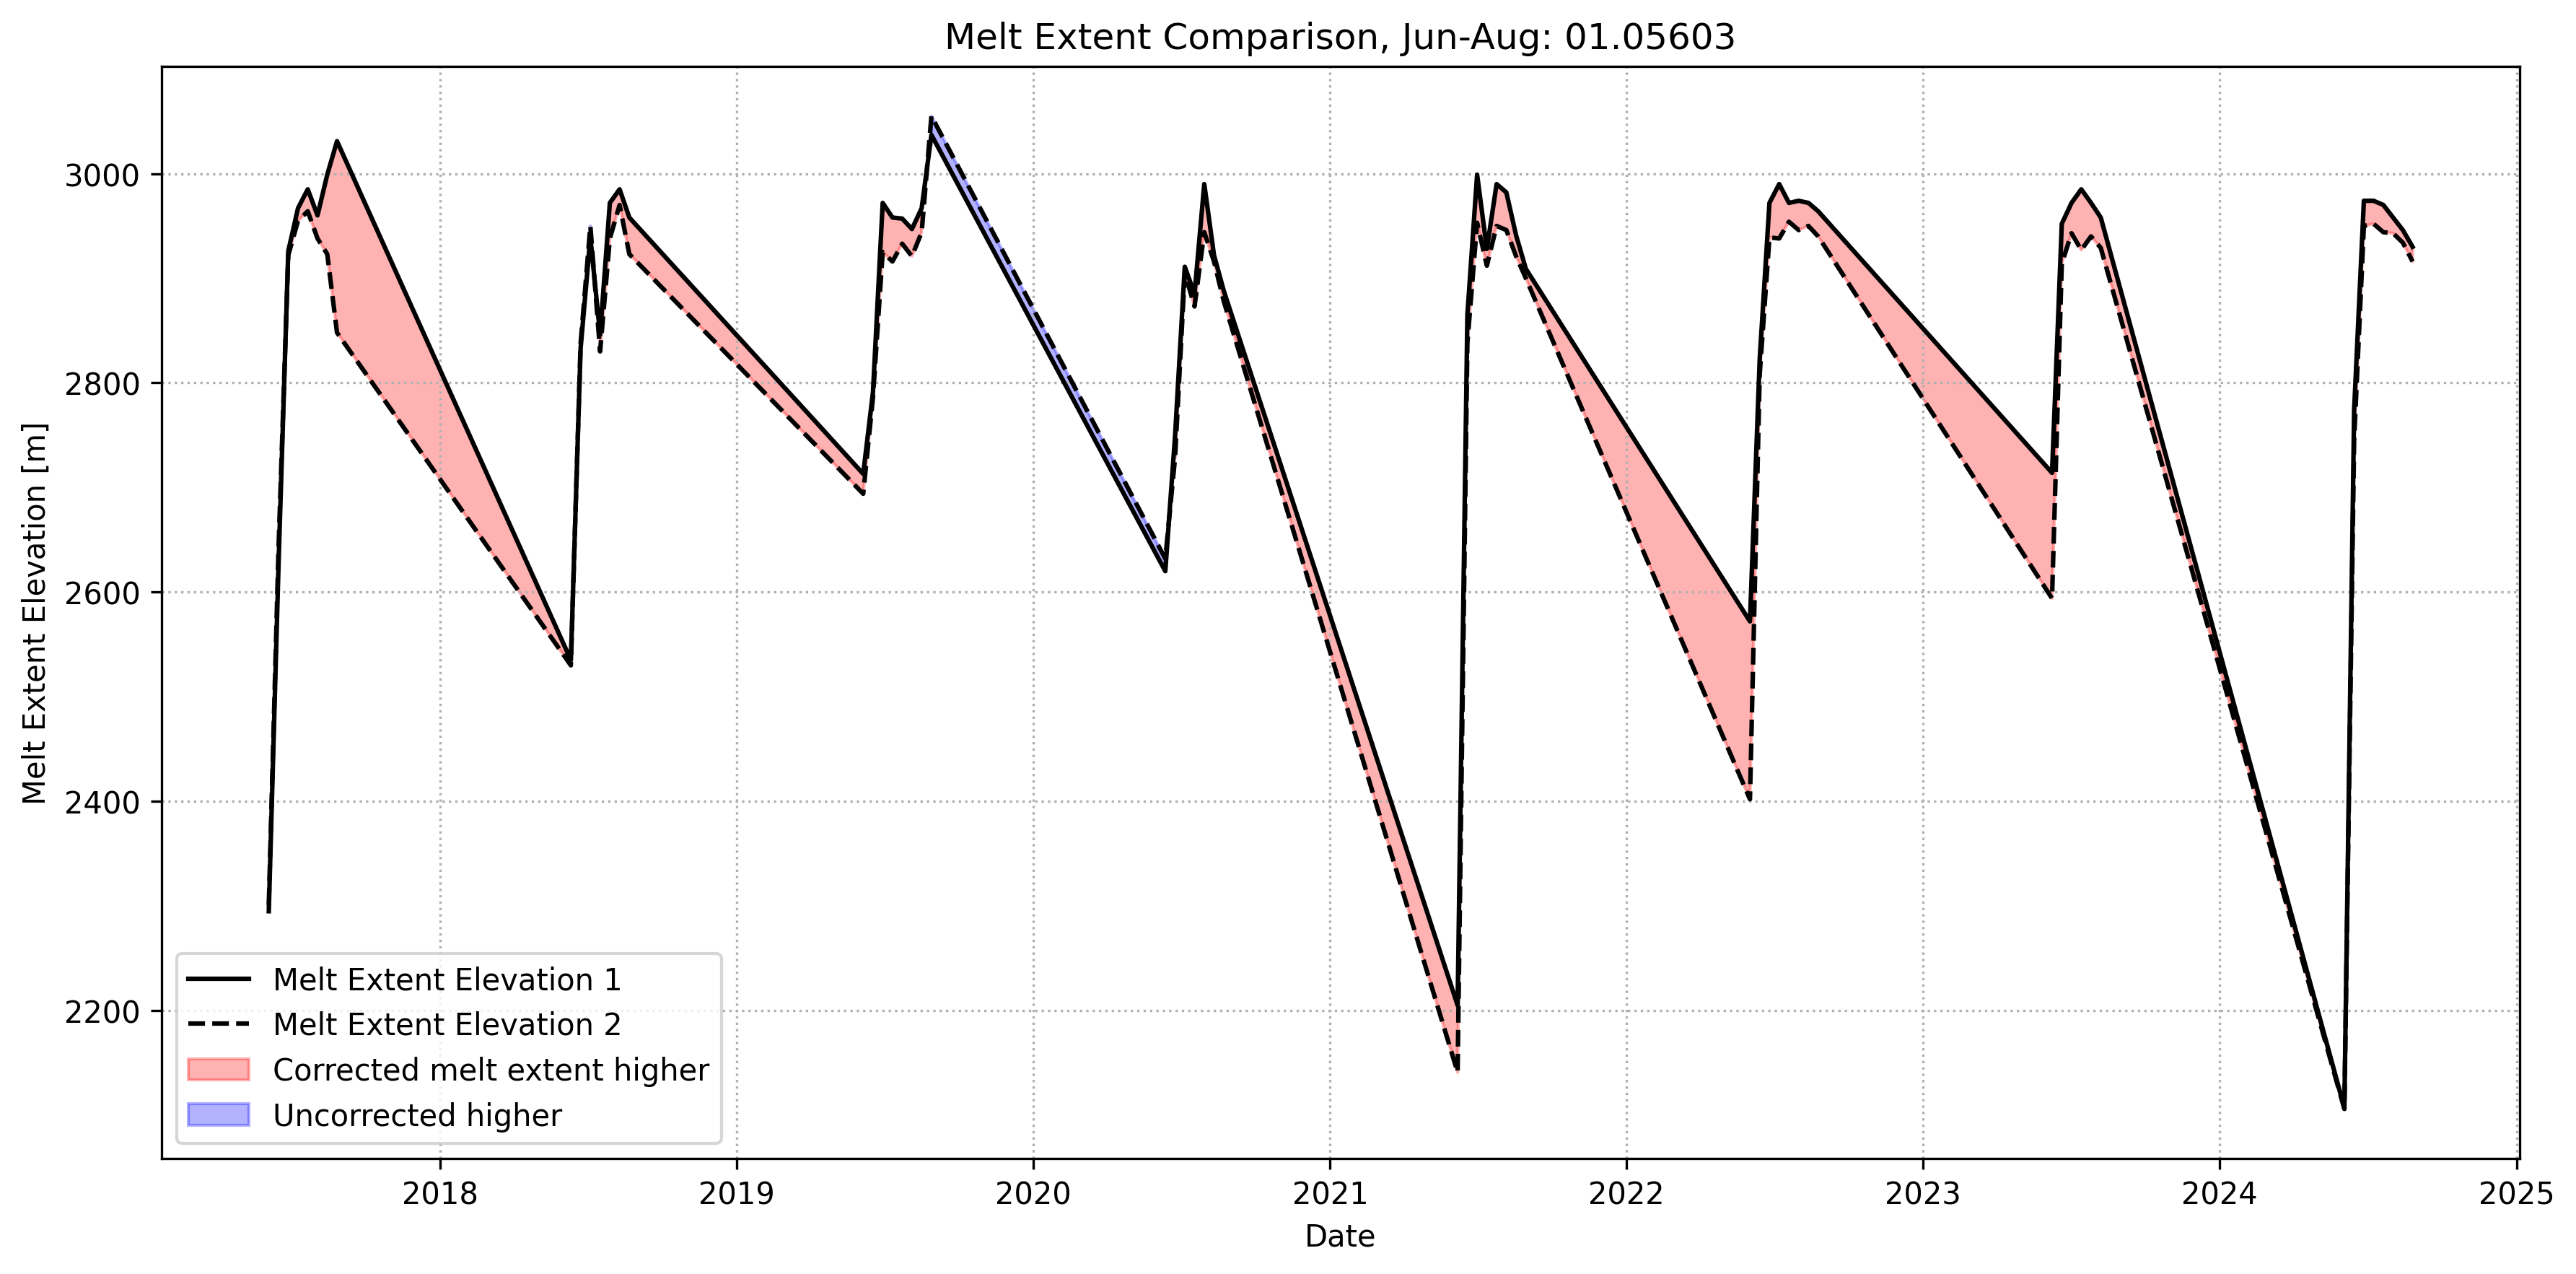 Melt Extent Comparison, Jun-Aug: 01.05603
Melt Extent Elevation [m]
3000
2800
2600
2400
2200
Melt Extent Elevation 1
Melt Extent Elevation 2
Corrected melt extent higher
Uncorrected higher
2018 2019 2020 2021 2022 2023 2024 2025
Date